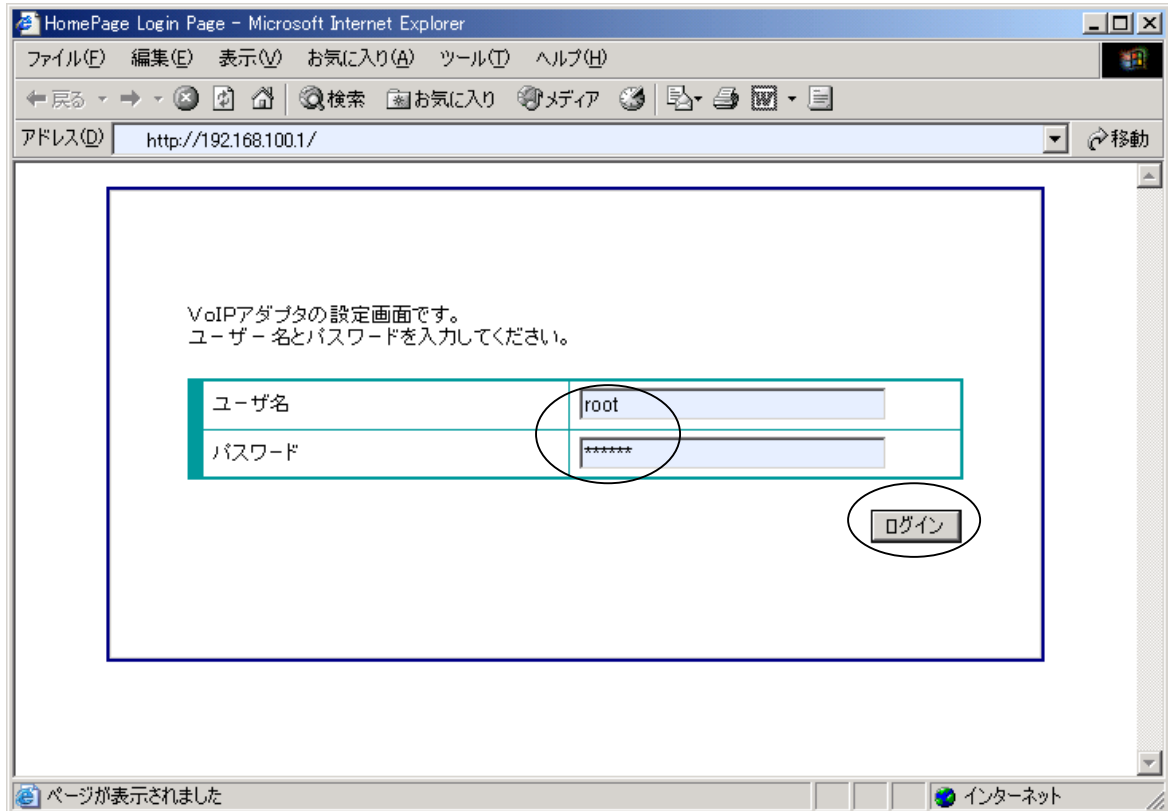 HomePage Login Page - Microsoft Internet Explorer
ファイル(F) 編集(E) 表示(V) お気に入り(A) ツール(T) ヘルプ(H)
戻る 検索 お気に入り メディア
アドレス(D) http://192.168.100.1/ 移動
VoIPアダプタの設定画面です。
ユーザー名とパスワードを入力してください。
ユーザ名 root
パスワード ******
ログイン
ページが表示されました インターネット